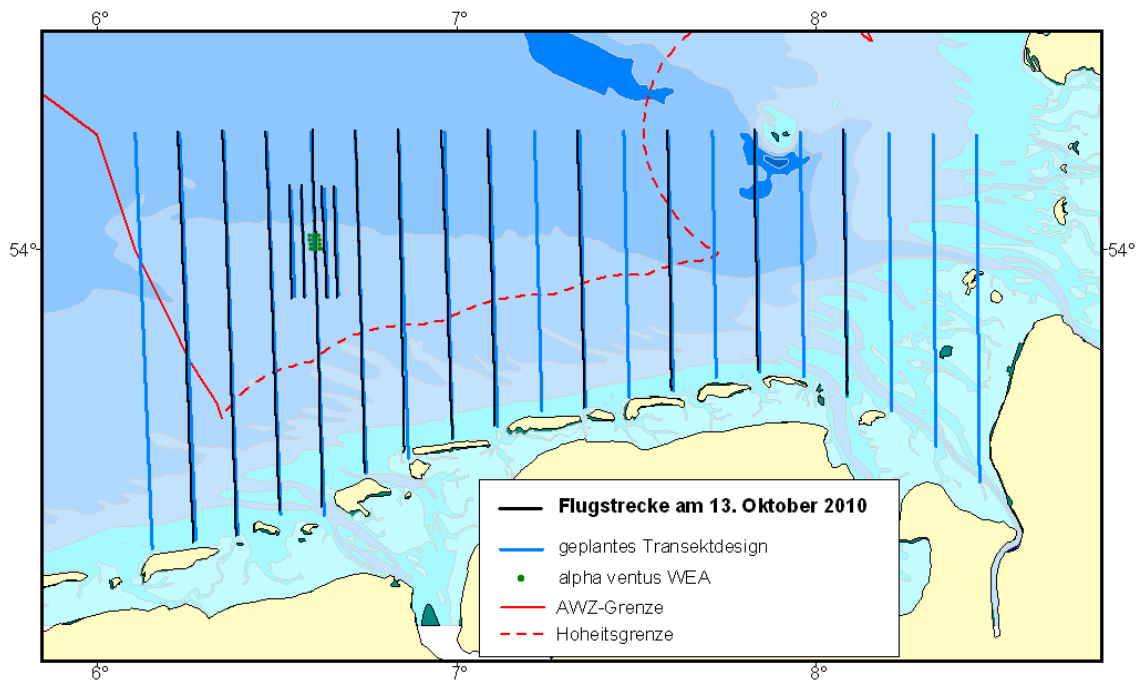 6°
7°
8°
54°
54°
Flugstrecke am 13. Oktober 2010
geplantes Transektdesign
alpha ventus WEA
AWZ-Grenze
Hoheitsgrenze
6°
7°
8°